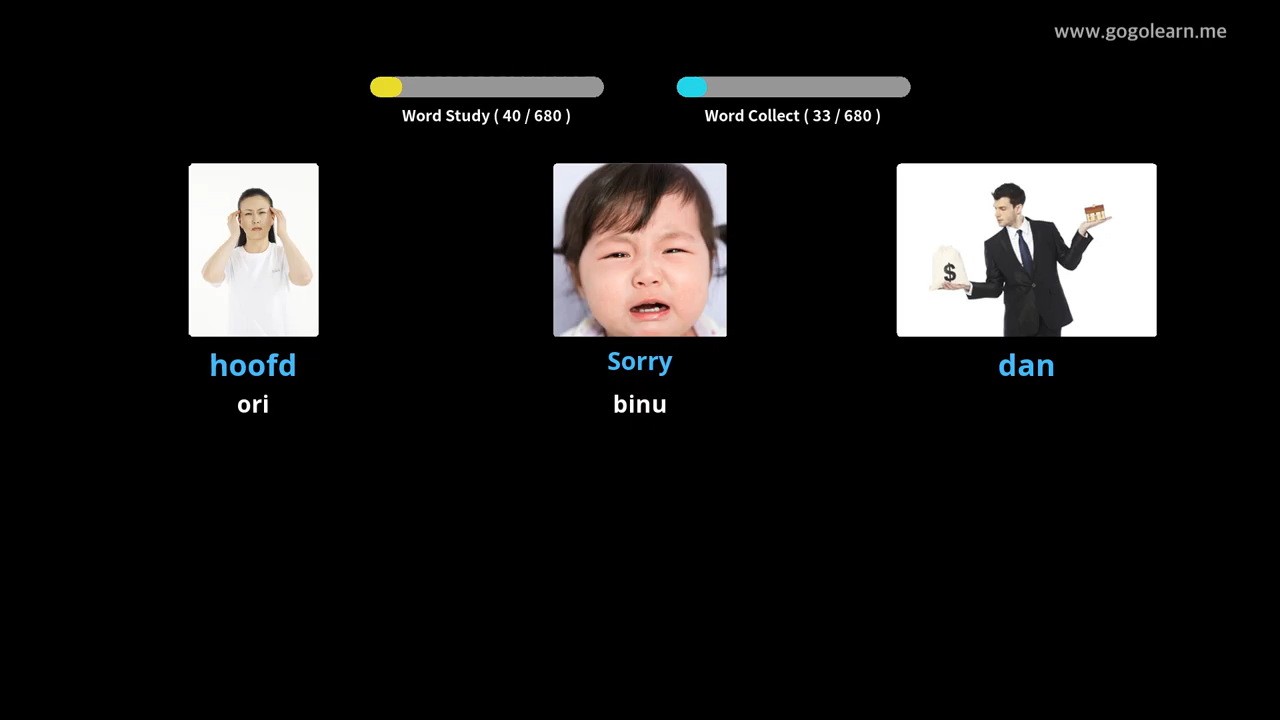 www.gogolearn.me
Word Study ( 40 / 680 )
Word Collect ( 33 / 680 )
$
hoofd
Sorry
dan
ori
binu